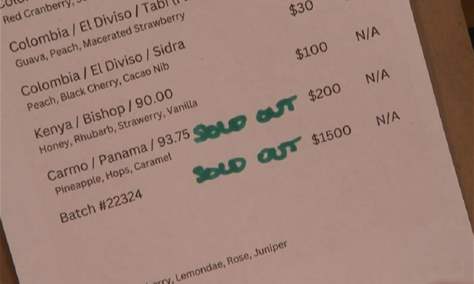 Red Cranberry,
Colombia / El Diviso / Tabi
Guava, Peach, Macerated Strawberry
$30
Colombia / El Diviso / Sidra
Peach, Black Cherry, Cacao Nib
$100 N/A
Kenya / Bishop / 90.00
Honey, Rhubarb, Strawerry, Vanilla
SOLD OUT $200 N/A
Carmo / Panama / 93.75
Pineapple, Hops, Caramel
SOLD OUT $1500 N/A
Batch #22324
Lemondae, Rose, Juniper